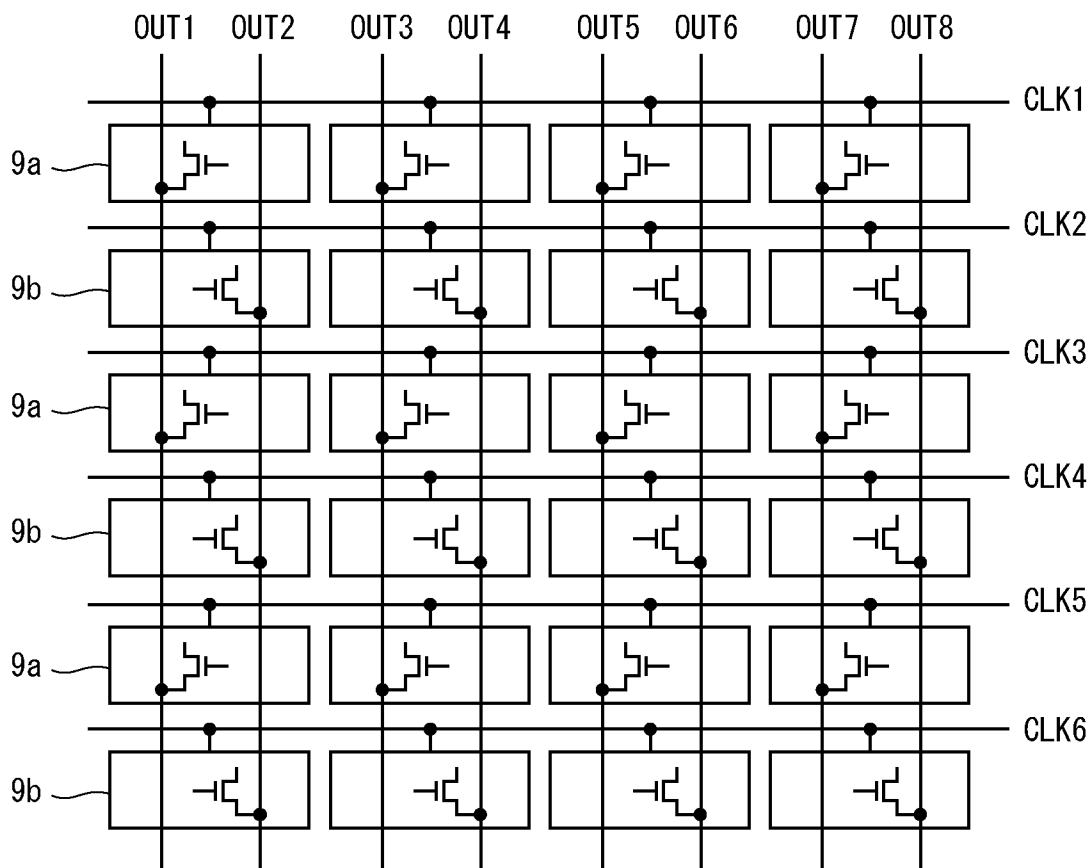 OUT1 OUT2 OUT3 OUT4 OUT5 OUT6 OUT7 OUT8
CLK1
9a
CLK2
9b
CLK3
9a
CLK4
9b
CLK5
9a
CLK6
9b